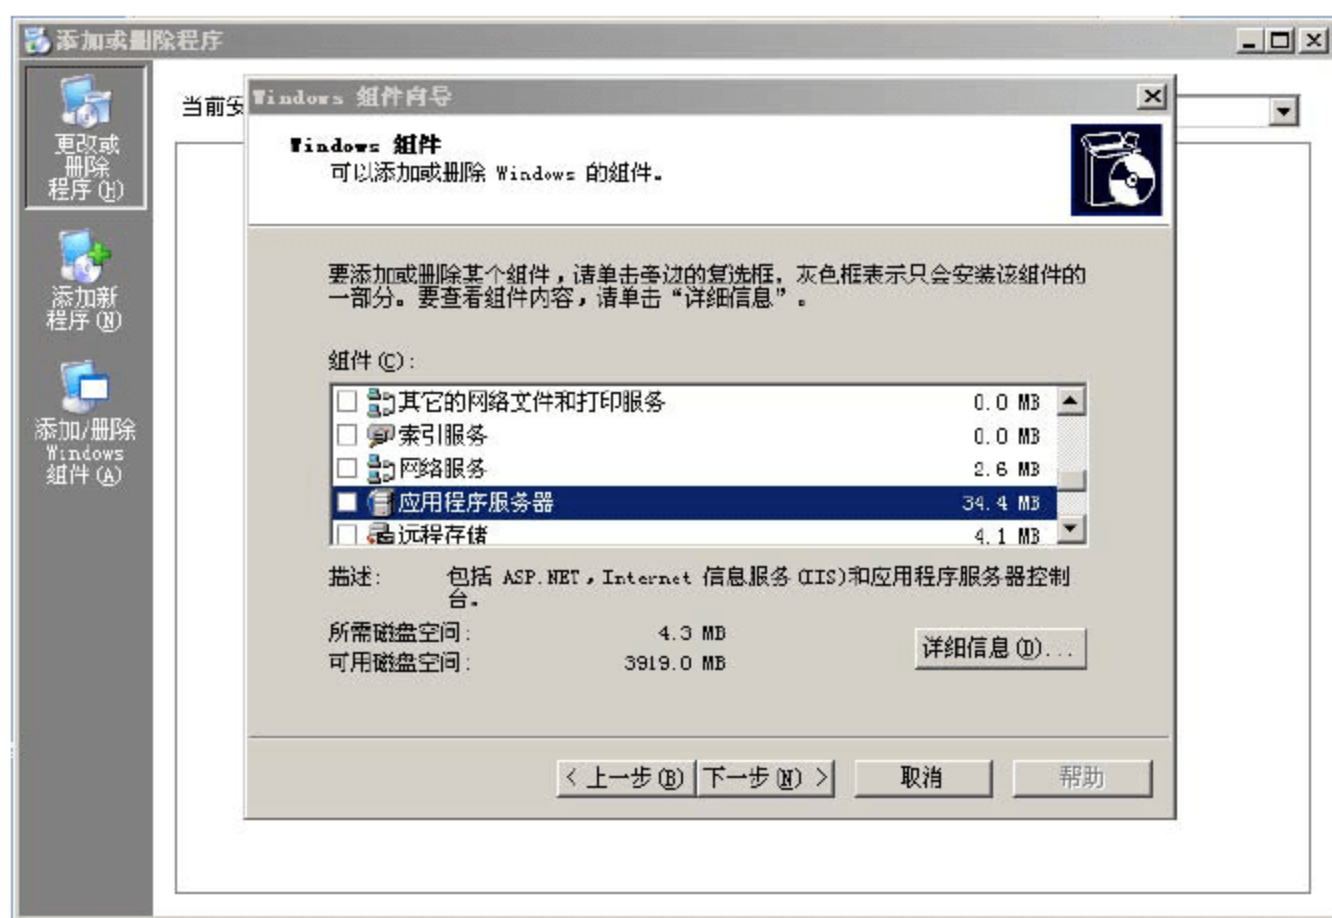 添加或删除程序
更改或
删除
程序(H)
添加新
程序(N)
添加/删除
Windows
组件(A)
当前安
Windows 组件向导
Windows 组件
可以添加或删除 Windows 的组件。
要添加或删除某个组件，请单击旁边的复选框。灰色框表示只会安装该组件的
一部分。要查看组件内容，请单击“详细信息”。
组件(C):
其它的网络文件和打印服务 0.0 MB
索引服务 0.0 MB
网络服务 2.6 MB
应用程序服务器 34.4 MB
远程存储 4.1 MB
描述: 包括 ASP.NET，Internet 信息服务(IIS)和应用程序服务器控制
台。
所需磁盘空间: 4.3 MB
可用磁盘空间: 3919.0 MB
详细信息(D)...
< 上一步(B)
下一步(N) >
取消
帮助